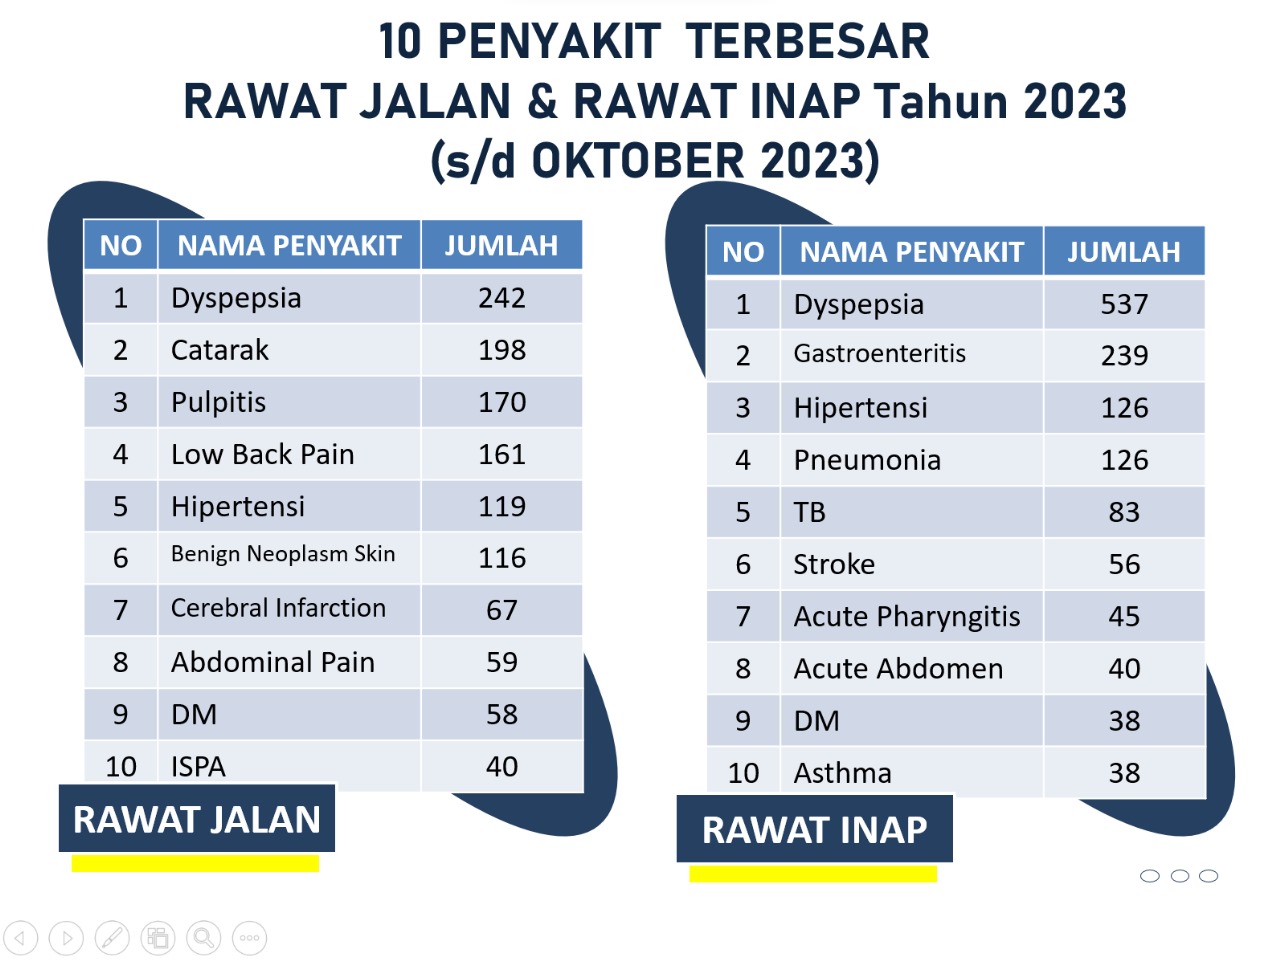 10 PENYAKIT TERBESAR
RAWAT JALAN & RAWAT INAP Tahun 2023
(s/d OKTOBER 2023)
NO NAMA PENYAKIT JUMLAH
1 Dyspepsia 242
2 Catarak 198
3 Pulpitis 170
4 Low Back Pain 161
5 Hipertensi 119
6 Benign Neoplasm Skin 116
7 Cerebral Infarction 67
8 Abdominal Pain 59
9 DM 58
10 ISPA 40
RAWAT JALAN
NO NAMA PENYAKIT JUMLAH
1 Dyspepsia 537
2 Gastroenteritis 239
3 Hipertensi 126
4 Pneumonia 126
5 TB 83
6 Stroke 56
7 Acute Pharyngitis 45
8 Acute Abdomen 40
9 DM 38
10 Asthma 38
RAWAT INAP